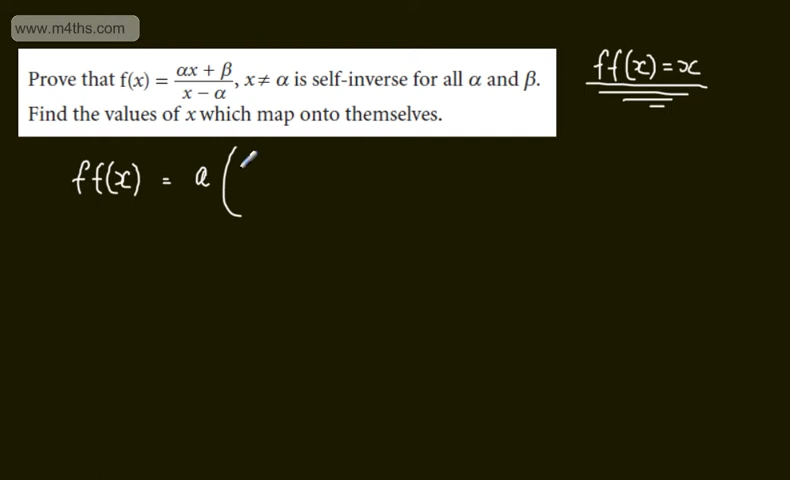 www.m4ths.com
Prove that f(x) = αx + β / x − α, x ≠ α is self-inverse for all α and β.
Find the values of x which map onto themselves.
ff(x) = x
ff(x) = a (